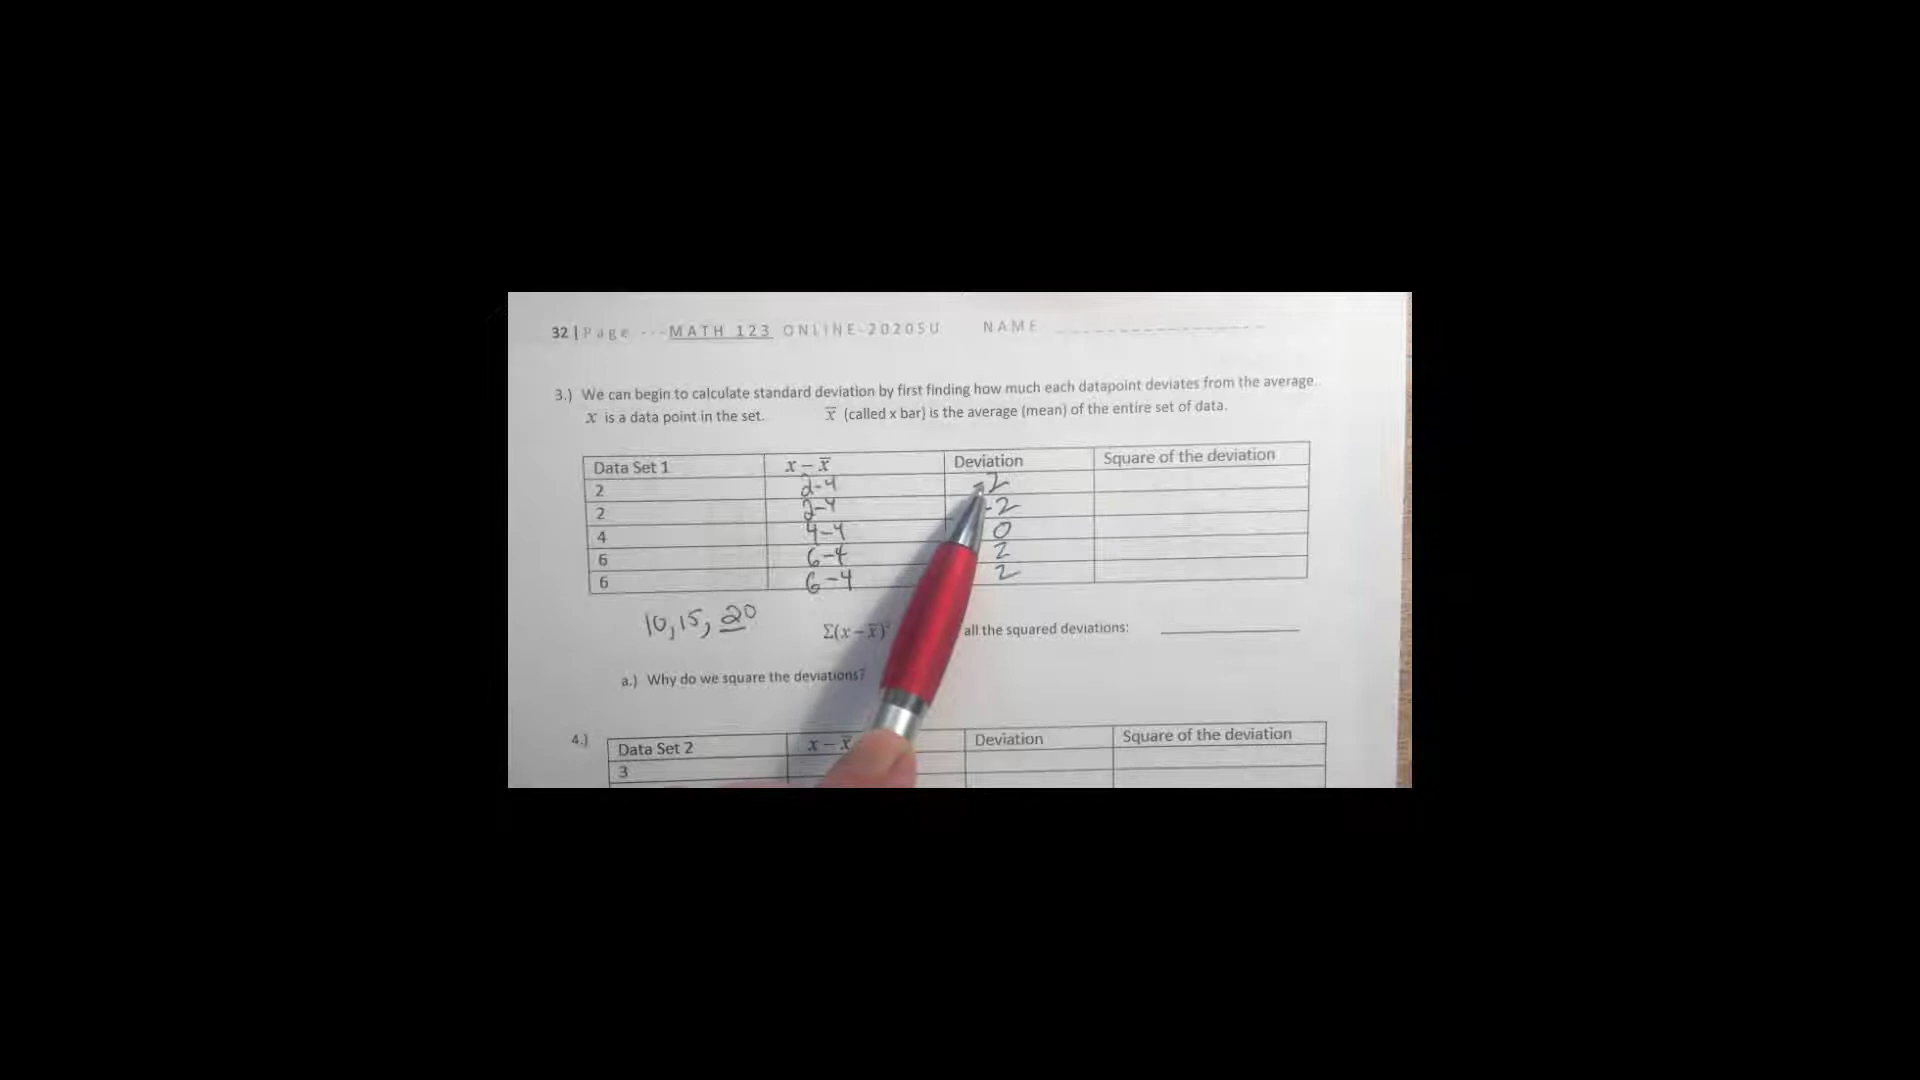 32 | Page ---MATH 123 ONLINE-2020SU NAME
3.) We can begin to calculate standard deviation by first finding how much each datapoint deviates from the average.
x is a data point in the set. x̅ (called x bar) is the average (mean) of the entire set of data.
Data Set 1 x - x̅ Deviation Square of the deviation
2 2-4 -2
2 2-4 -2
4 4-4 0
6 6-4 2
6 6-4 2
10, 15, 20
Σ(x-x̅)² all the squared deviations:
a.) Why do we square the deviations?
4.) Data Set 2 x - x̅ Deviation Square of the deviation
3